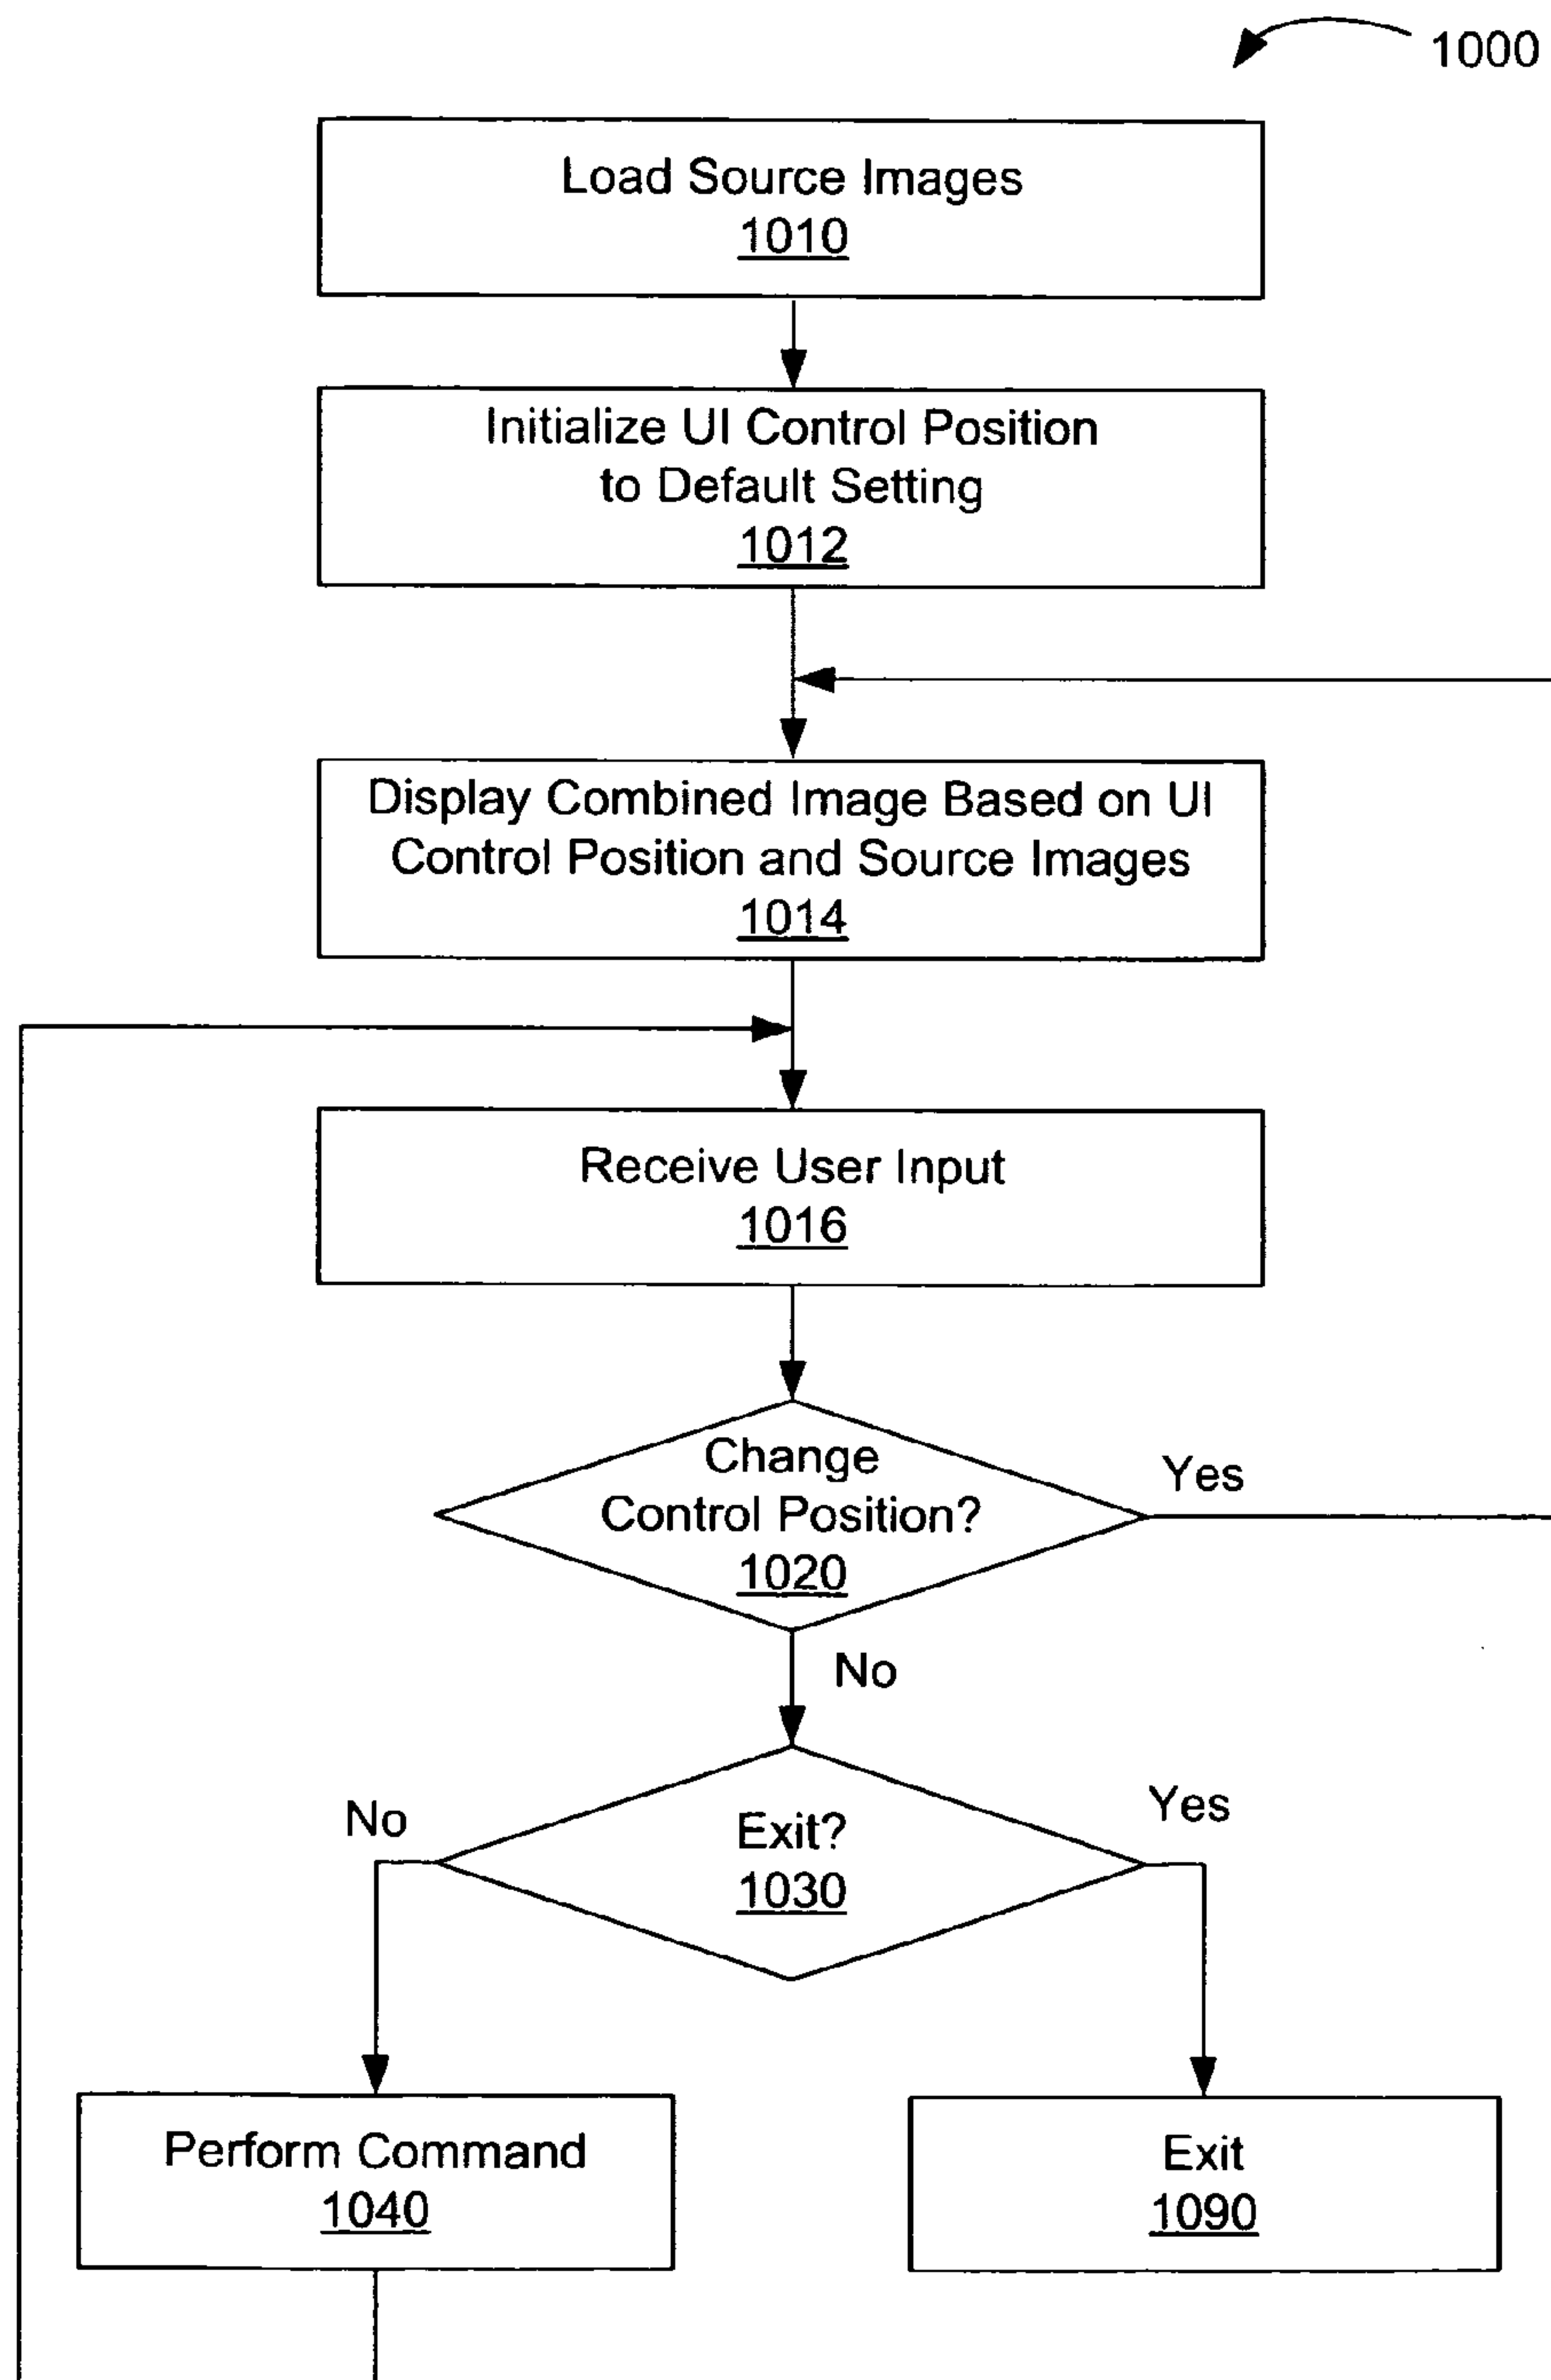 1000
Load Source Images
1010
Initialize UI Control Position
to Default Setting
1012
Display Combined Image Based on UI
Control Position and Source Images
1014
Receive User Input
1016
Change
Control Position?
1020
Yes
No
Exit?
1030
No
Yes
Perform Command
1040
Exit
1090